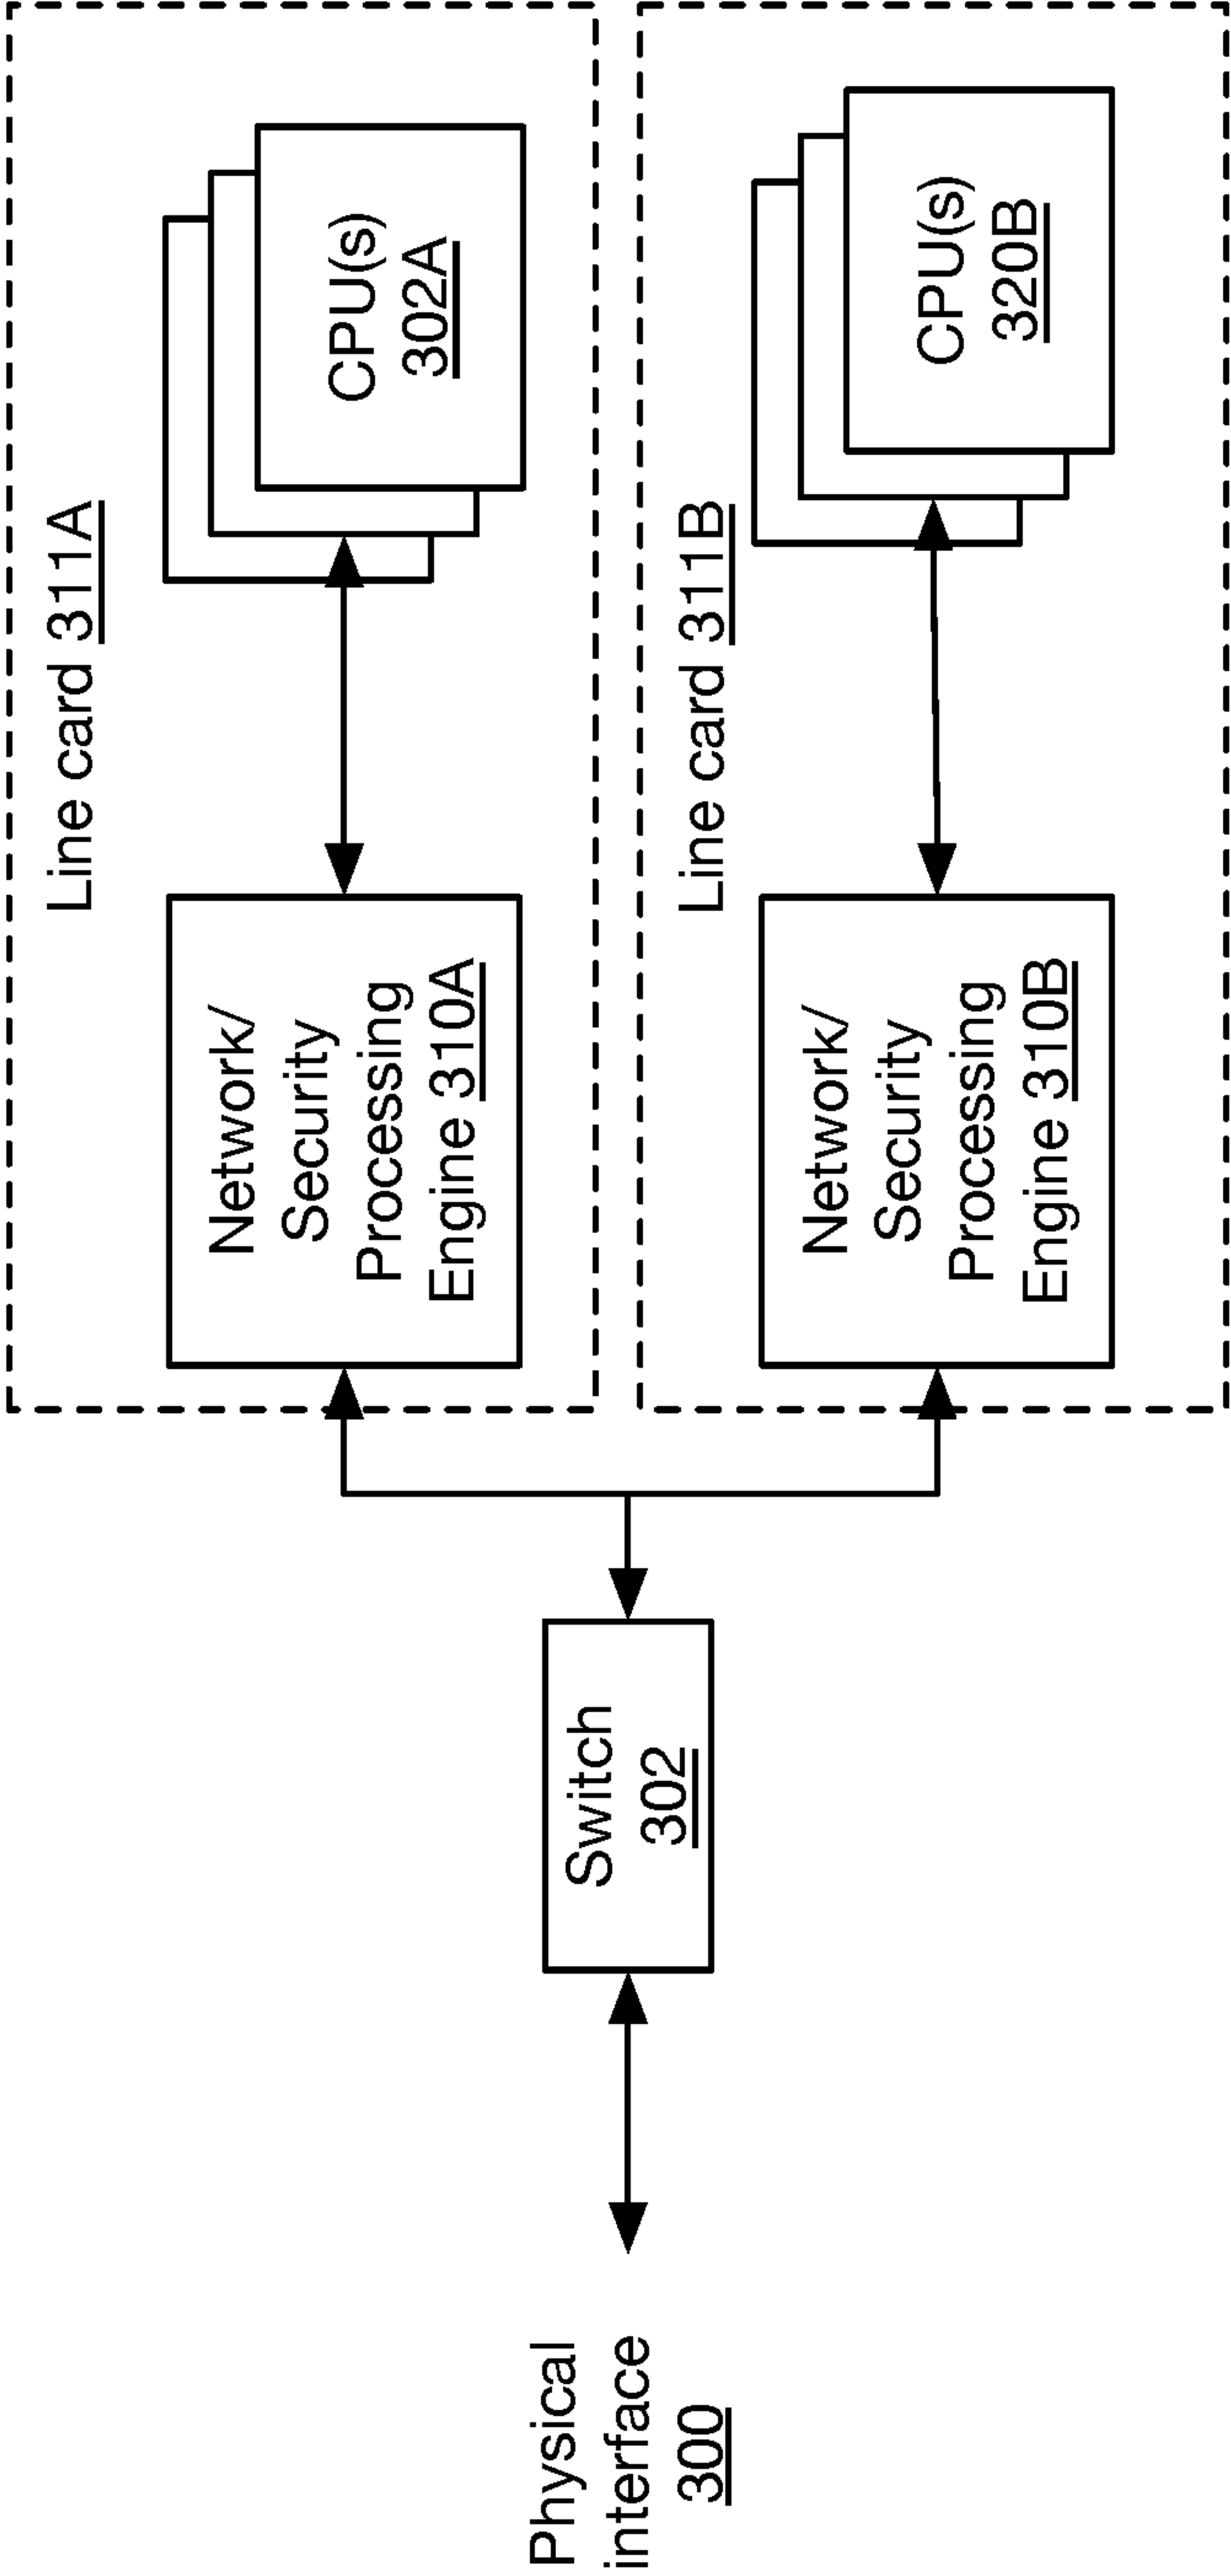 Physical
interface
300
Switch
302
Line card 311A
Network/
Security
Processing
Engine 310A
CPU(s)
302A
Line card 311B
Network/
Security
Processing
Engine 310B
CPU(s)
320B